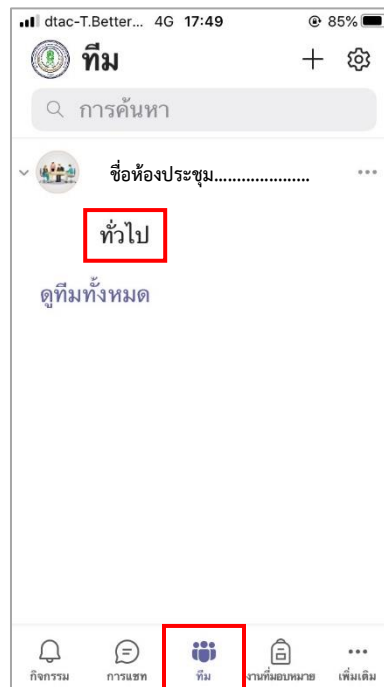 dtac-T.Better... 4G 17:49 85%
ทีม
การค้นหา
ชื่อห้องประชุม.....................
ทั่วไป
ดูทีมทั้งหมด
กิจกรรม การแชท ทีม งานที่มอบหมาย เพิ่มเติม